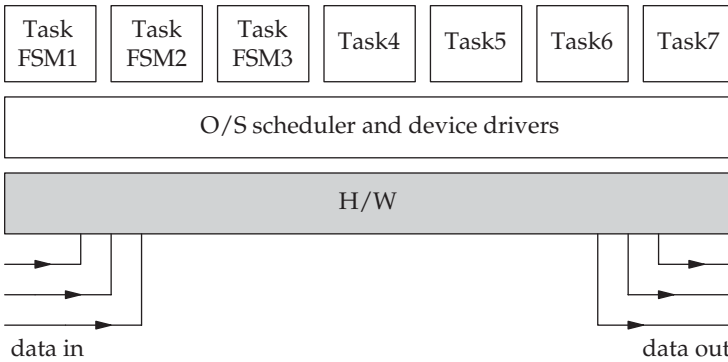 Task
FSM1
Task
FSM2
Task
FSM3
Task4
Task5
Task6
Task7
O/S scheduler and device drivers
H/W
data in
data out